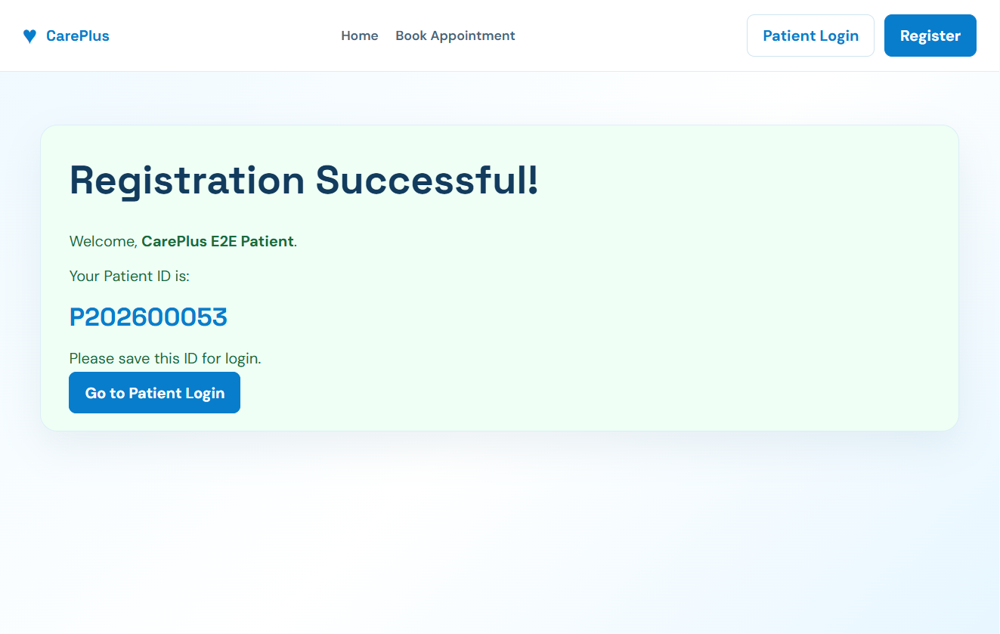 CarePlus
Home
Book Appointment
Patient Login
Register
Registration Successful!
Welcome, CarePlus E2E Patient.
Your Patient ID is:
P202600053
Please save this ID for login.
Go to Patient Login